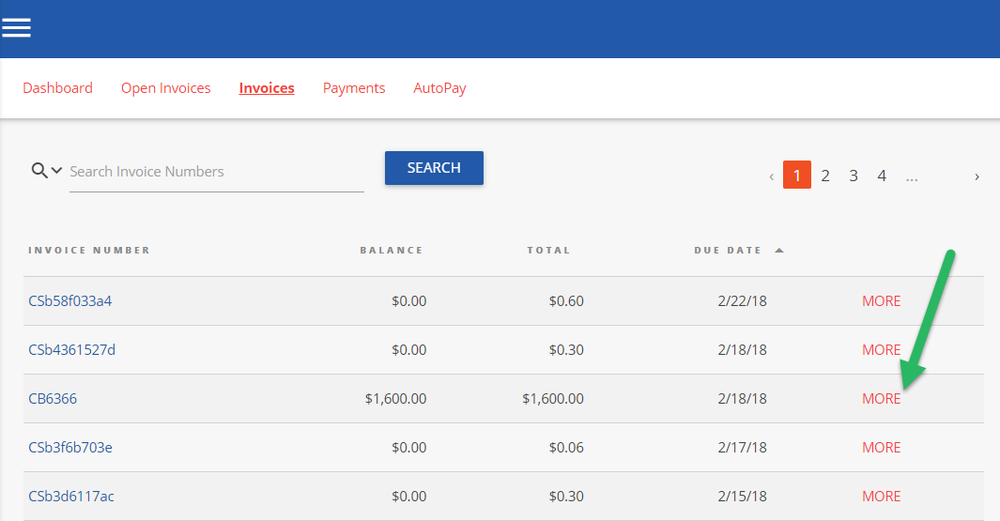 Dashboard Open Invoices Invoices Payments AutoPay
Search Invoice Numbers SEARCH ‹ 1 2 3 4 ... ›
INVOICE NUMBER BALANCE TOTAL DUE DATE
CSb58f033a4 $0.00 $0.60 2/22/18 MORE
CSb4361527d $0.00 $0.30 2/18/18 MORE
CB6366 $1,600.00 $1,600.00 2/18/18 MORE
CSb3f6b703e $0.00 $0.06 2/17/18 MORE
CSb3d6117ac $0.00 $0.30 2/15/18 MORE